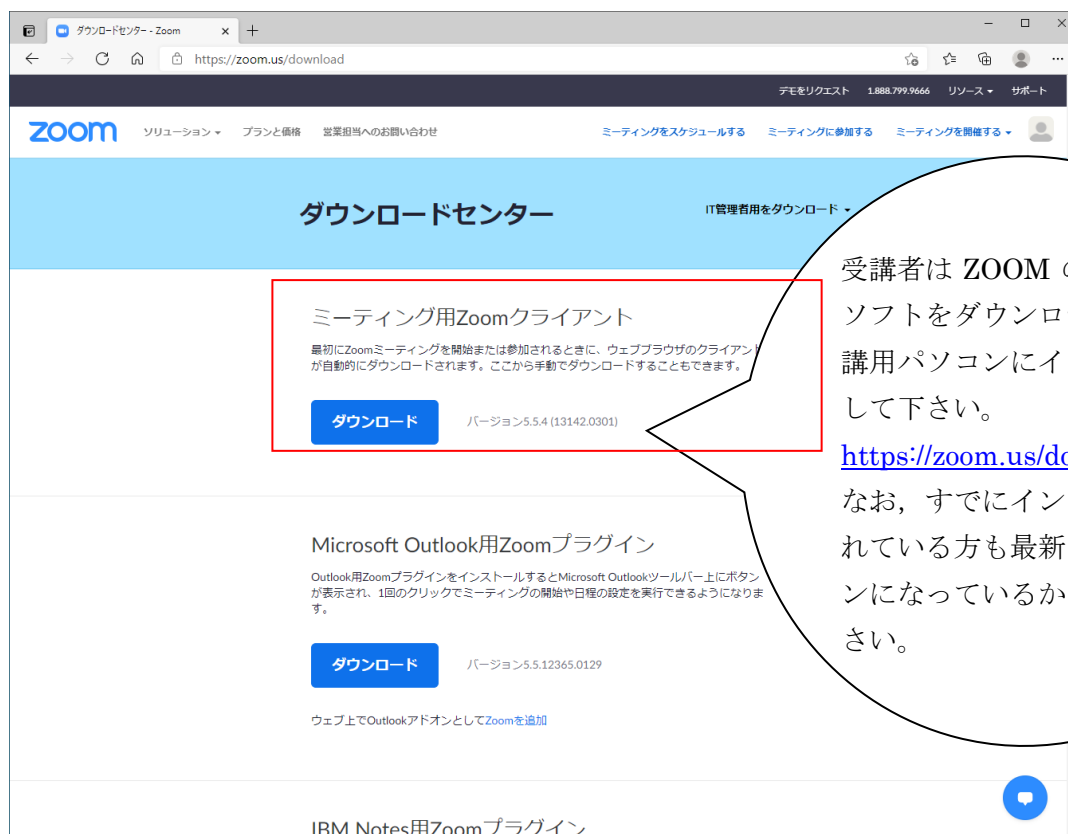 ダウンロードセンター - Zoom
https://zoom.us/download
デモをリクエスト 1.888.799.9666 リソース サポート
zoom ソリューション プランと価格 営業担当へのお問い合わせ ミーティングをスケジュールする ミーティングに参加する ミーティングを開催する
ダウンロードセンター
IT管理者用をダウンロード
ミーティング用Zoomクライアント
最初にZoomミーティングを開始または参加されるときに、ウェブブラウザのクライアント
が自動的にダウンロードされます。ここから手動でダウンロードすることもできます。
ダウンロード バージョン5.5.4 (13142.0301)
受講者は ZOOM
ソフトをダウンロ
講用パソコンにイ
して下さい。
https://zoom.us/do
なお，すでにイン
れている方も最新
ンになっているか
さい。
Microsoft Outlook用Zoomプラグイン
Outlook用ZoomプラグインをインストールするとMicrosoft Outlookツールバー上にボタン
が表示され、1回のクリックでミーティングの開始や日程の設定を実行できるようになりま
す。
ダウンロード バージョン5.5.12365.0129
ウェブ上でOutlookアドオンとしてZoomを追加
IBM Notes用Zoomプラグイン